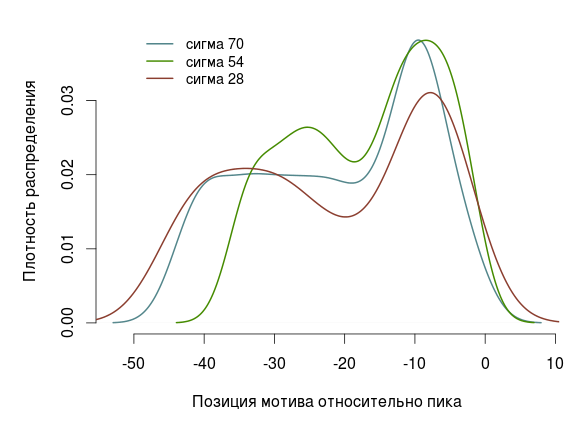 сигма 70
сигма 54
сигма 28
Плотность распределения
0.03
0.02
0.01
0.00
-50 -40 -30 -20 -10 0 10
Позиция мотива относительно пика